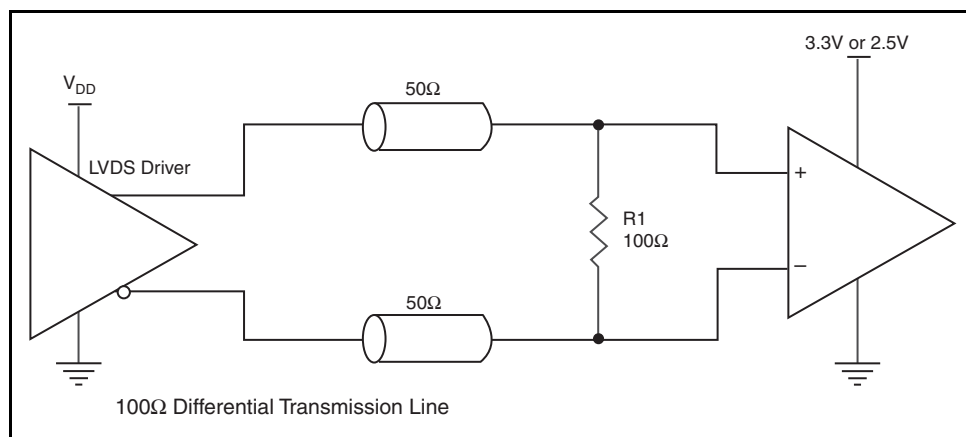 3.3V or 2.5V
V_DD
50Ω
LVDS Driver
+
R1
100Ω
−
50Ω
100Ω Differential Transmission Line